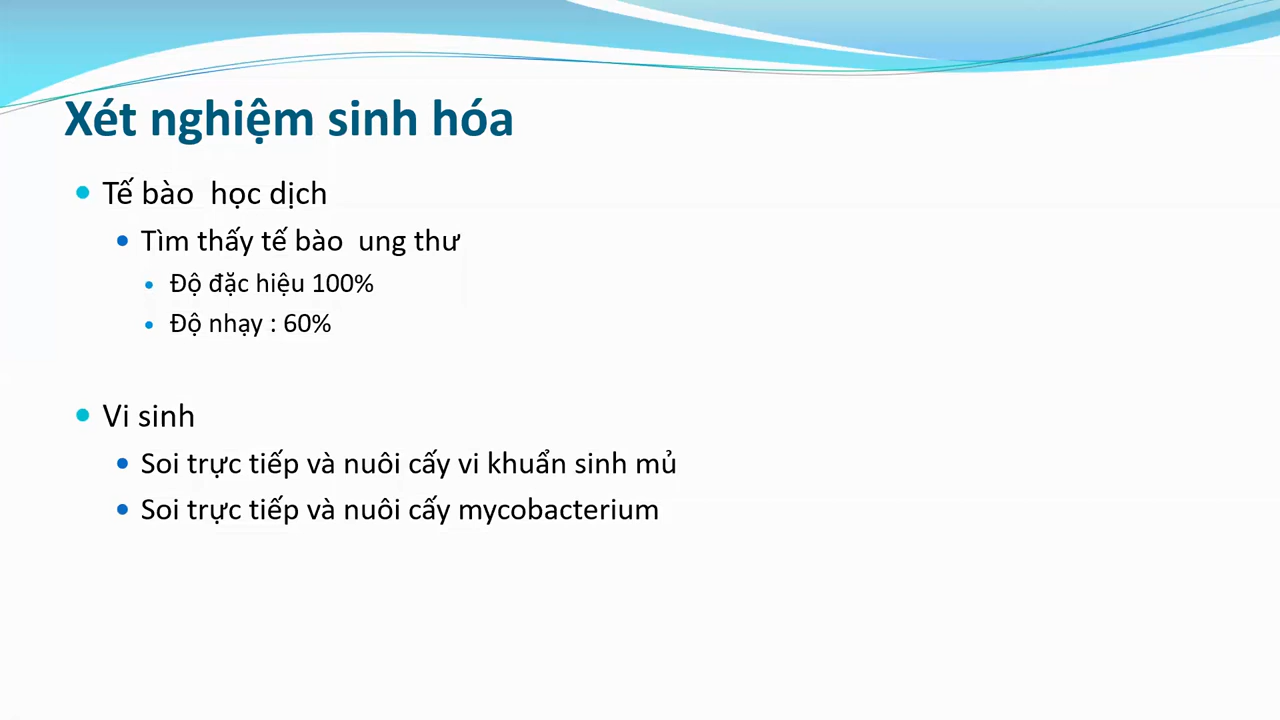 Xét nghiệm sinh hóa
Tế bào  học dịch
Tìm thấy tế bào  ung thư
Độ đặc hiệu 100%
Độ nhạy : 60%
Vi sinh
Soi trực tiếp và nuôi cấy vi khuẩn sinh mủ
Soi trực tiếp và nuôi cấy mycobacterium